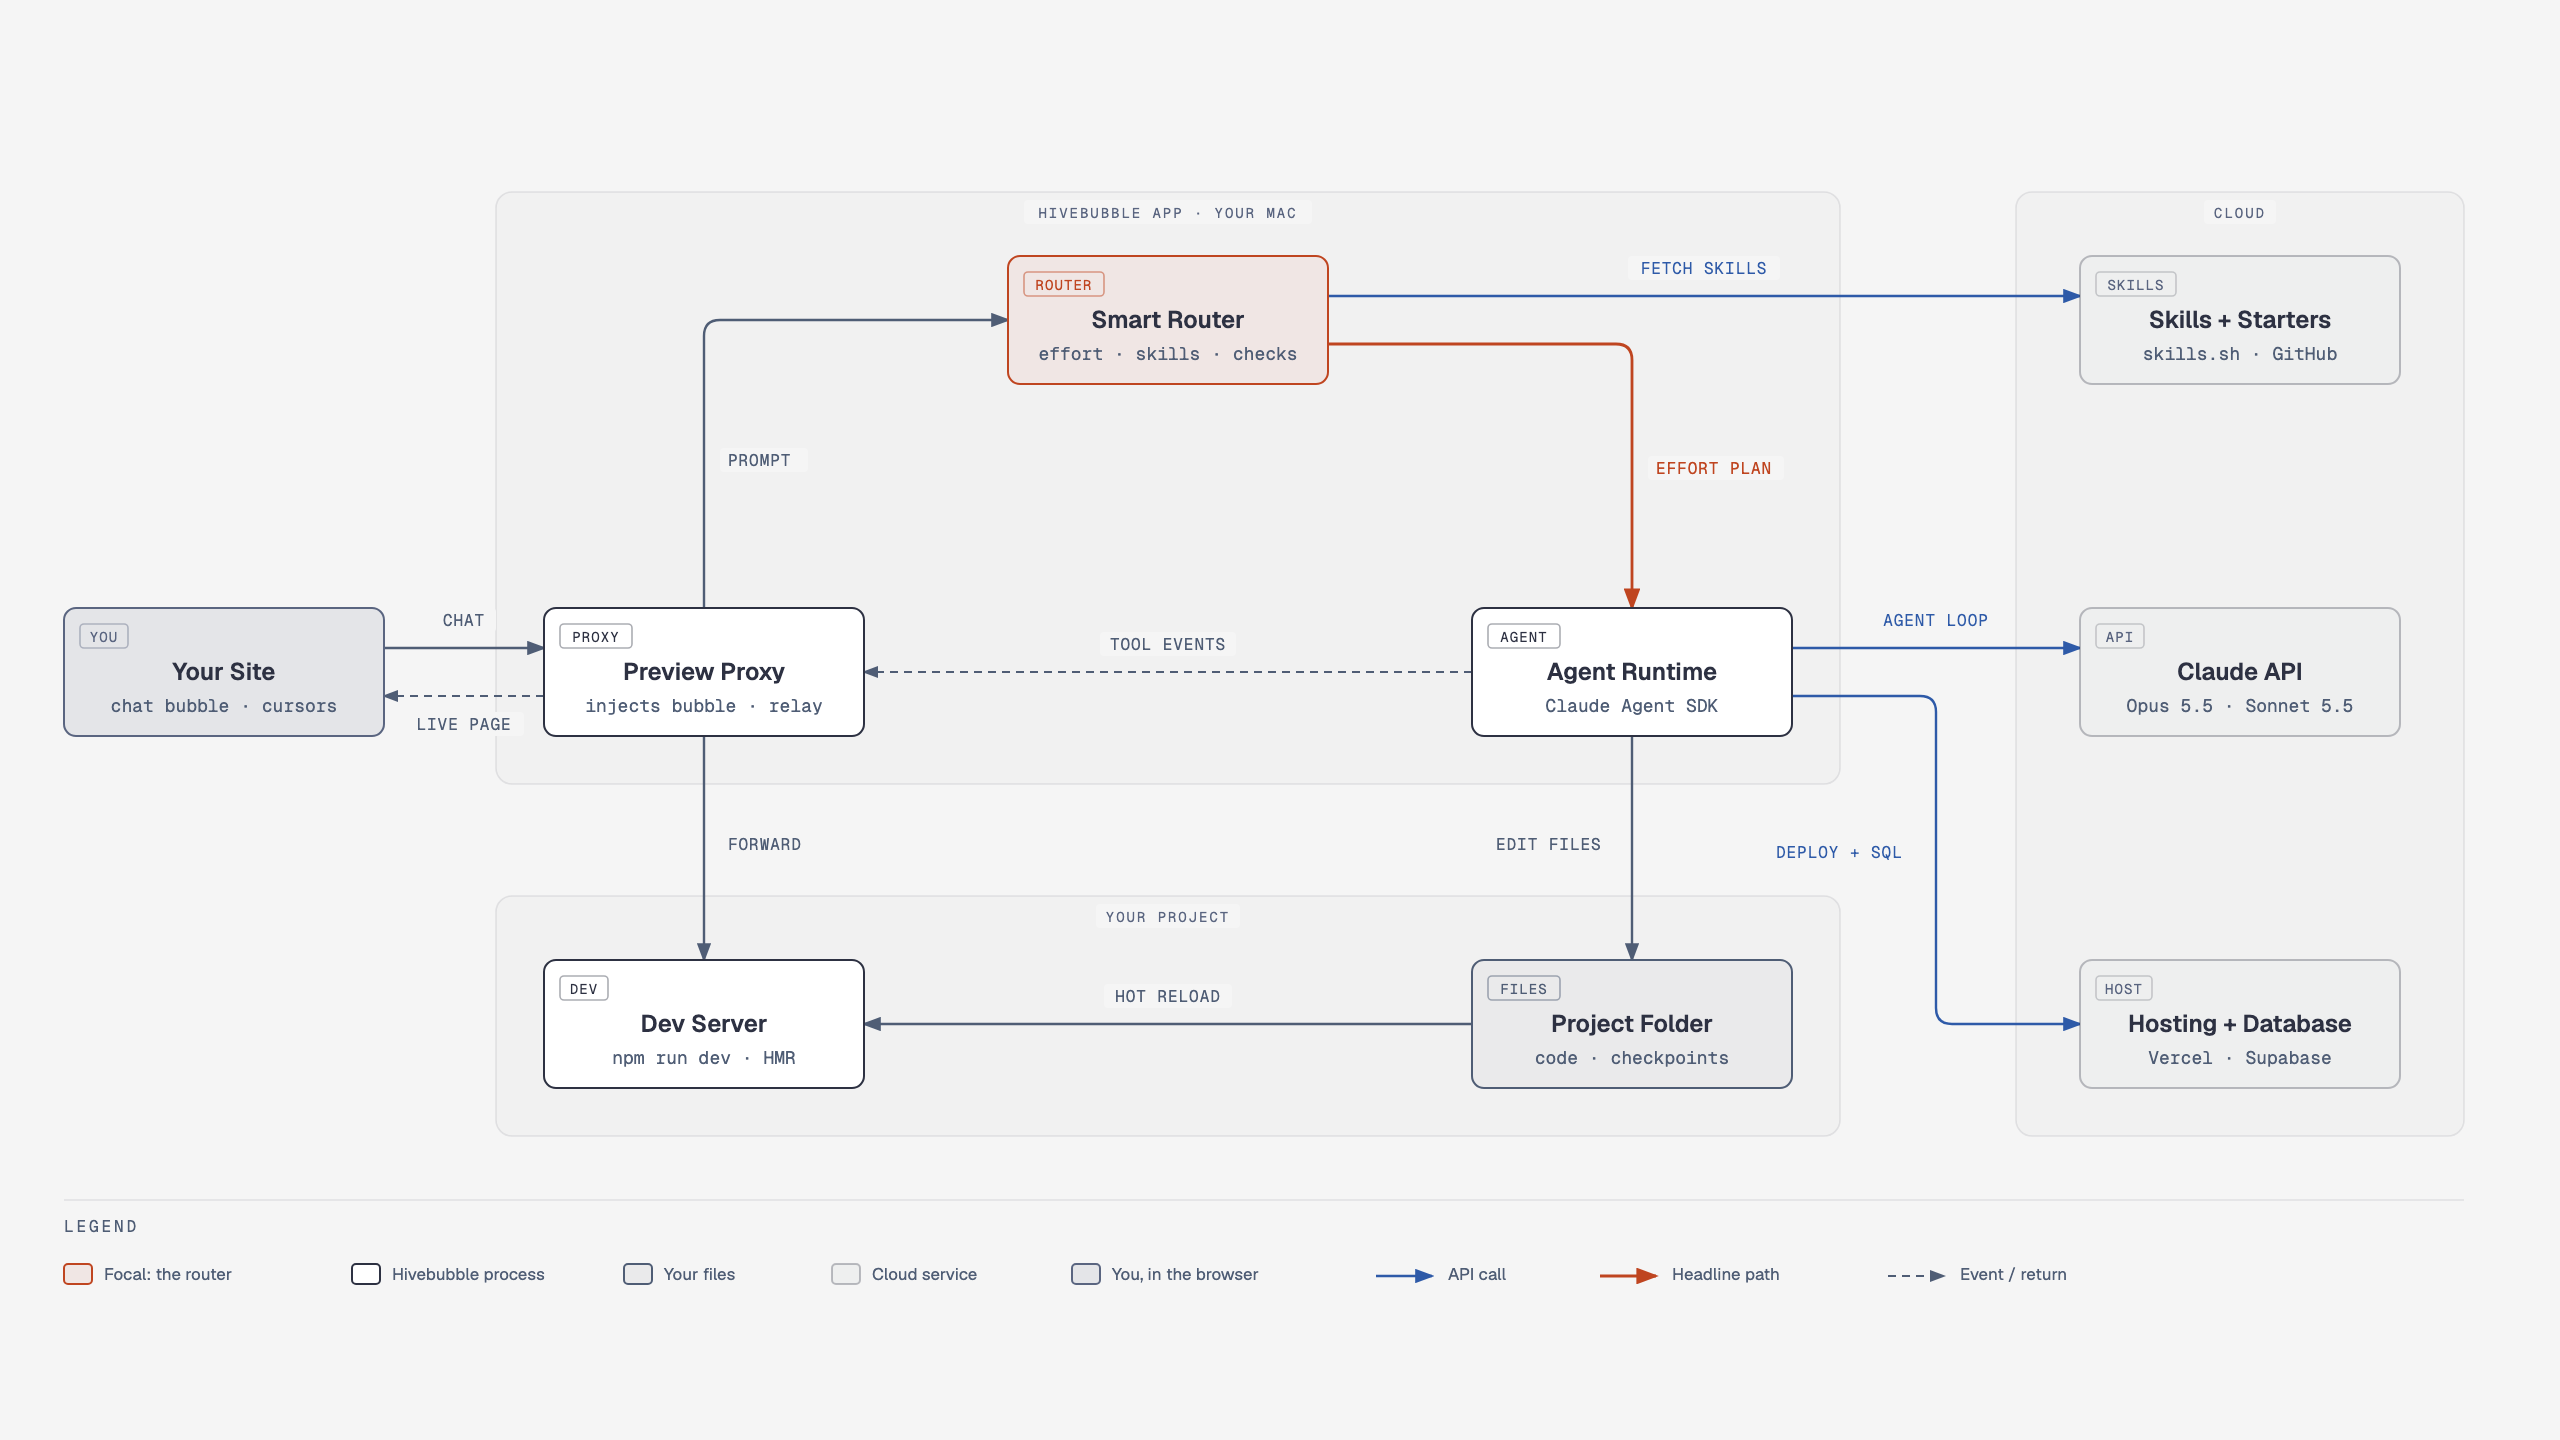 HIVEBUBBLE APP · YOUR MAC
CLOUD
ROUTER
Smart Router
effort · skills · checks
FETCH SKILLS
SKILLS
Skills + Starters
skills.sh · GitHub
PROMPT
EFFORT PLAN
YOU
Your Site
chat bubble · cursors
CHAT
LIVE PAGE
PROXY
Preview Proxy
injects bubble · relay
TOOL EVENTS
AGENT
Agent Runtime
Claude Agent SDK
AGENT LOOP
API
Claude API
Opus 5.5 · Sonnet 5.5
FORWARD
EDIT FILES
DEPLOY + SQL
YOUR PROJECT
DEV
Dev Server
npm run dev · HMR
HOT RELOAD
FILES
Project Folder
code · checkpoints
HOST
Hosting + Database
Vercel · Supabase
LEGEND
Focal: the router
Hivebubble process
Your files
Cloud service
You, in the browser
API call
Headline path
Event / return